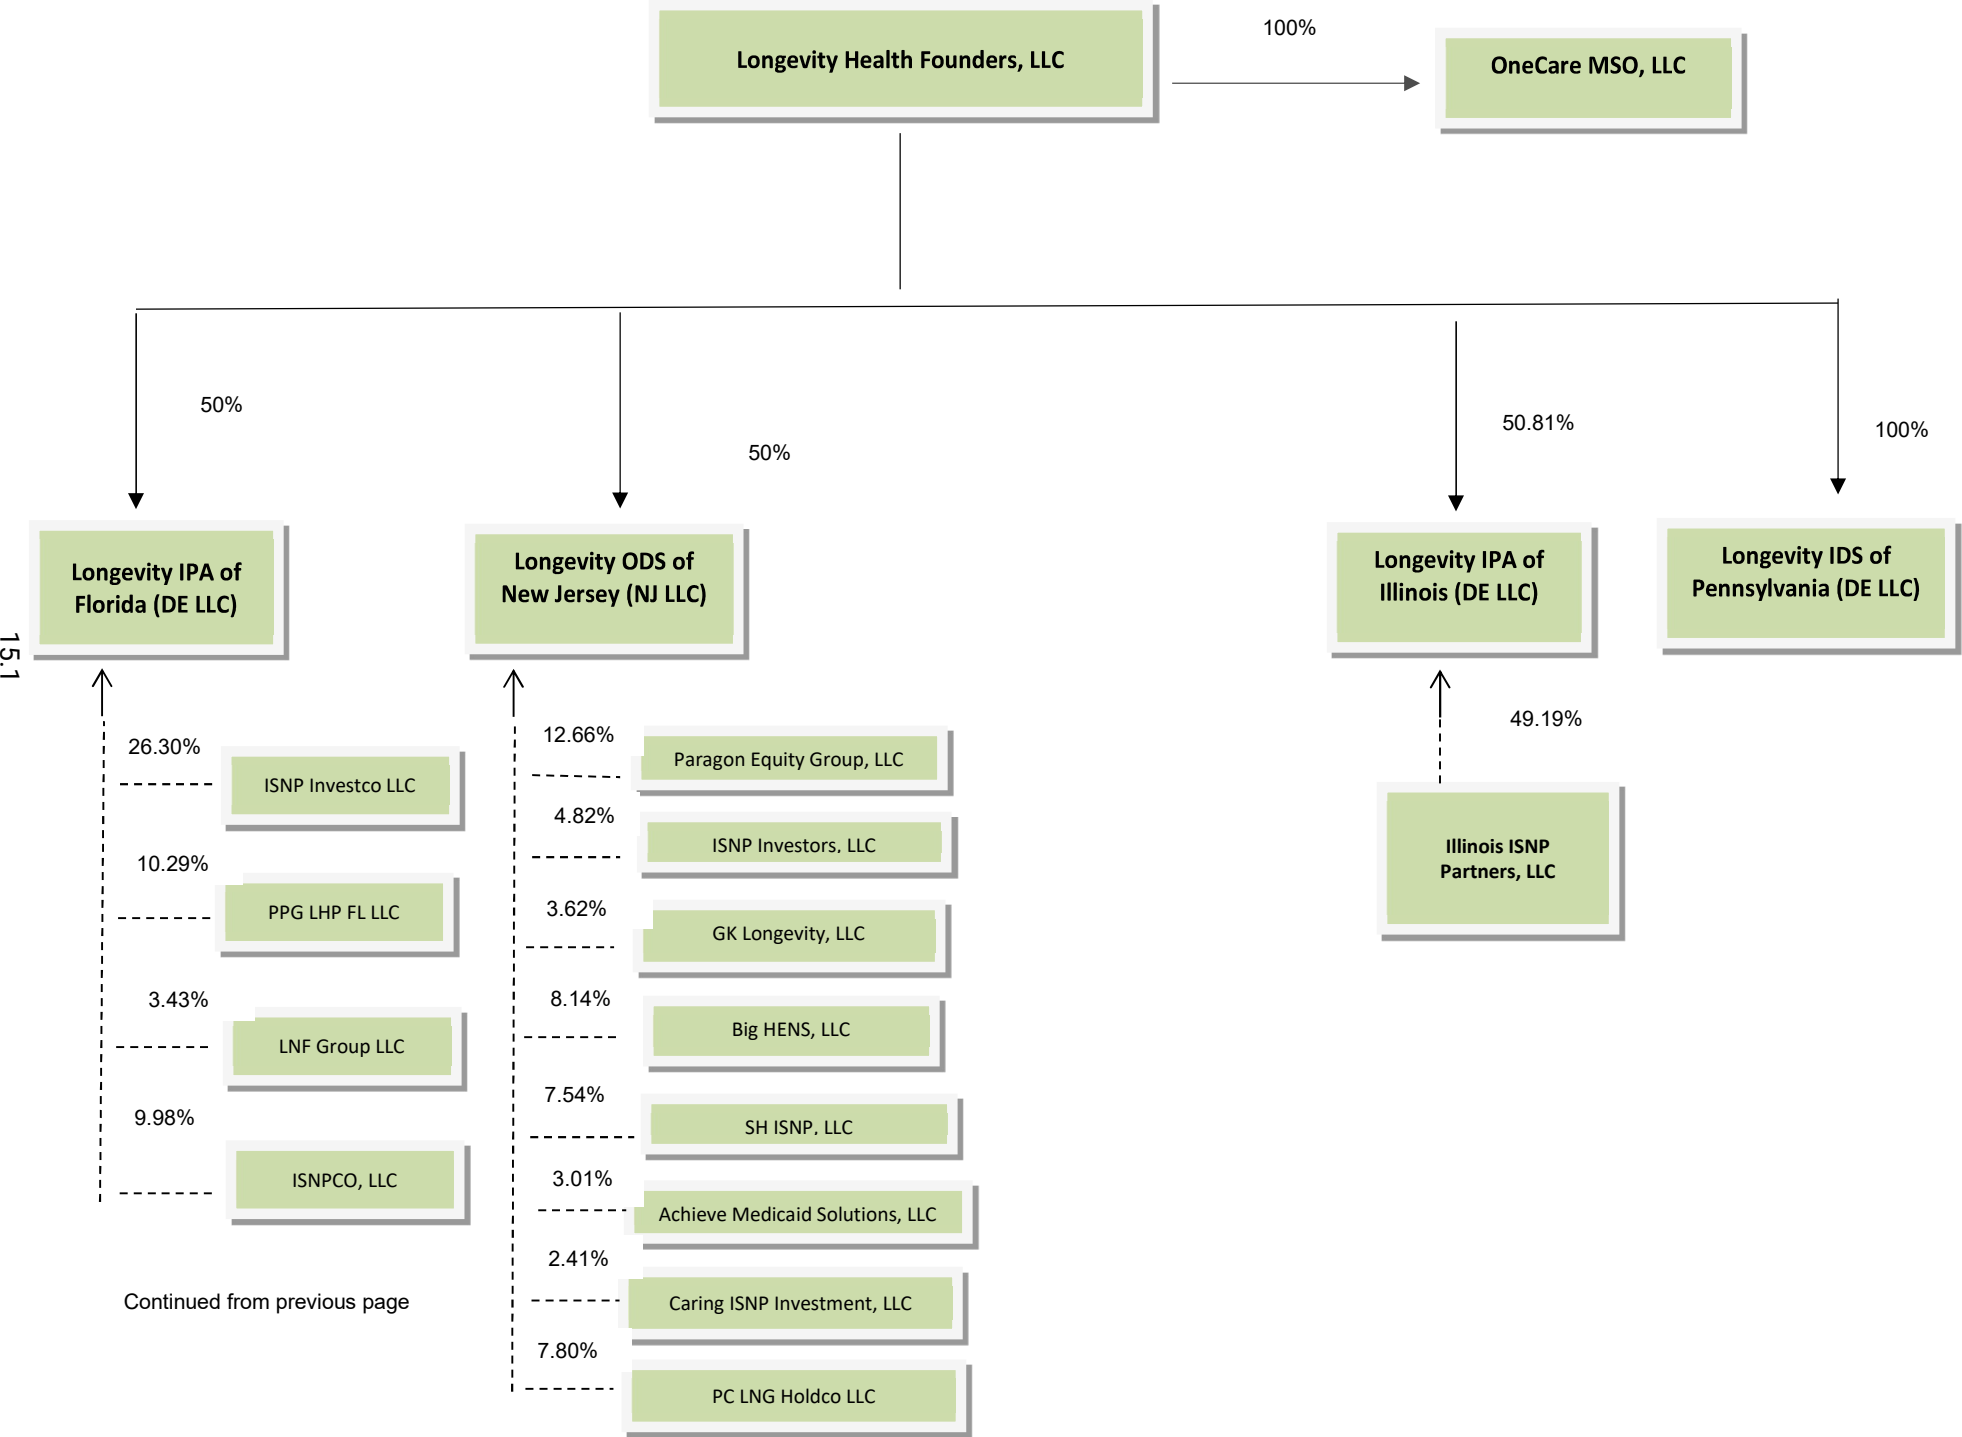 Longevity Health Founders, LLC
100%
OneCare MSO, LLC
50%
50%
50.81%
100%
Longevity IPA of
Florida (DE LLC)
Longevity ODS of
New Jersey (NJ LLC)
Longevity IPA of
Illinois (DE LLC)
Longevity IDS of
Pennsylvania (DE LLC)
15.1
26.30%
ISNP Investco LLC
10.29%
PPG LHP FL LLC
3.43%
LNF Group LLC
9.98%
ISNPCO, LLC
Continued from previous page
12.66%
Paragon Equity Group, LLC
4.82%
ISNP Investors, LLC
3.62%
GK Longevity, LLC
8.14%
Big HENS, LLC
7.54%
SH ISNP, LLC
3.01%
Achieve Medicaid Solutions, LLC
2.41%
Caring ISNP Investment, LLC
7.80%
PC LNG Holdco LLC
49.19%
Illinois ISNP
Partners, LLC